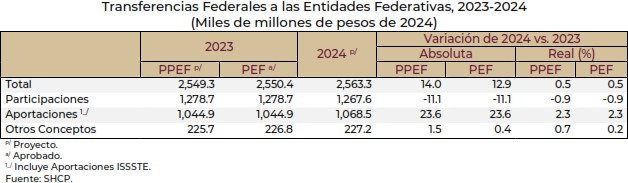 Transferencias Federales a las Entidades Federativas, 2023-2024
(Miles de millones de pesos de 2024)
2023 2024 p/ Variación de 2024 vs. 2023
Absoluta Real (%)
PPEF p/ PEF a/ PPEF PEF PPEF PEF
Total 2,549.3 2,550.4 2,563.3 14.0 12.9 0.5 0.5
Participaciones 1,278.7 1,278.7 1,267.6 -11.1 -11.1 -0.9 -0.9
Aportaciones 1_/ 1,044.9 1,044.9 1,068.5 23.6 23.6 2.3 2.3
Otros Conceptos 225.7 226.8 227.2 1.5 0.4 0.7 0.2
p/ Proyecto.
a/ Aprobado.
1_/ Incluye Aportaciones ISSSTE.
Fuente: SHCP.